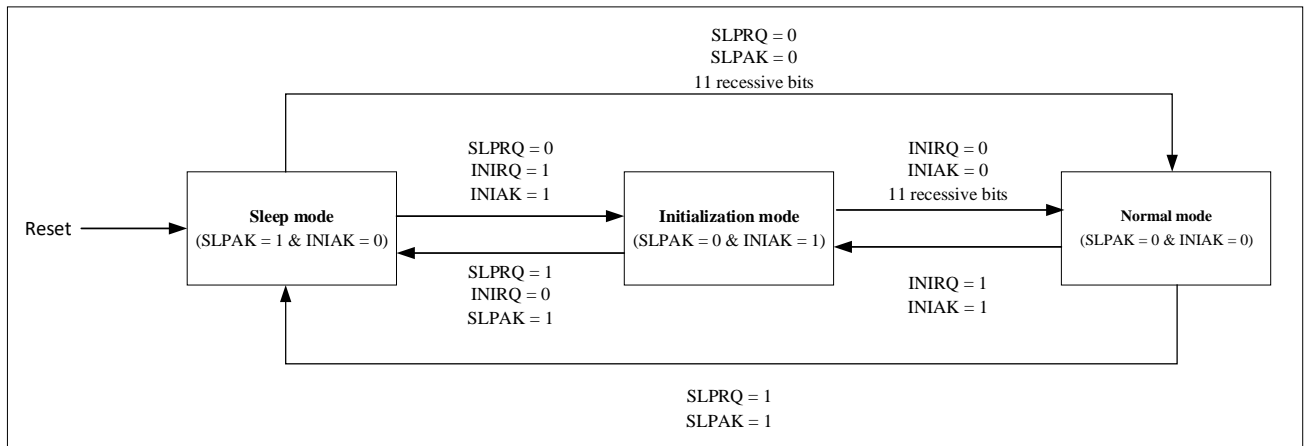 SLPRQ = 0
SLPAK = 0
11 recessive bits
SLPRQ = 0
INIRQ = 1
INIAK = 1
INIRQ = 0
INIAK = 0
11 recessive bits
Reset
Sleep mode
(SLPAK = 1 & INIAK = 0)
Initialization mode
(SLPAK = 0 & INIAK = 1)
Normal mode
(SLPAK = 0 & INIAK = 0)
SLPRQ = 1
INIRQ = 0
SLPAK = 1
INIRQ = 1
INIAK = 1
SLPRQ = 1
SLPAK = 1